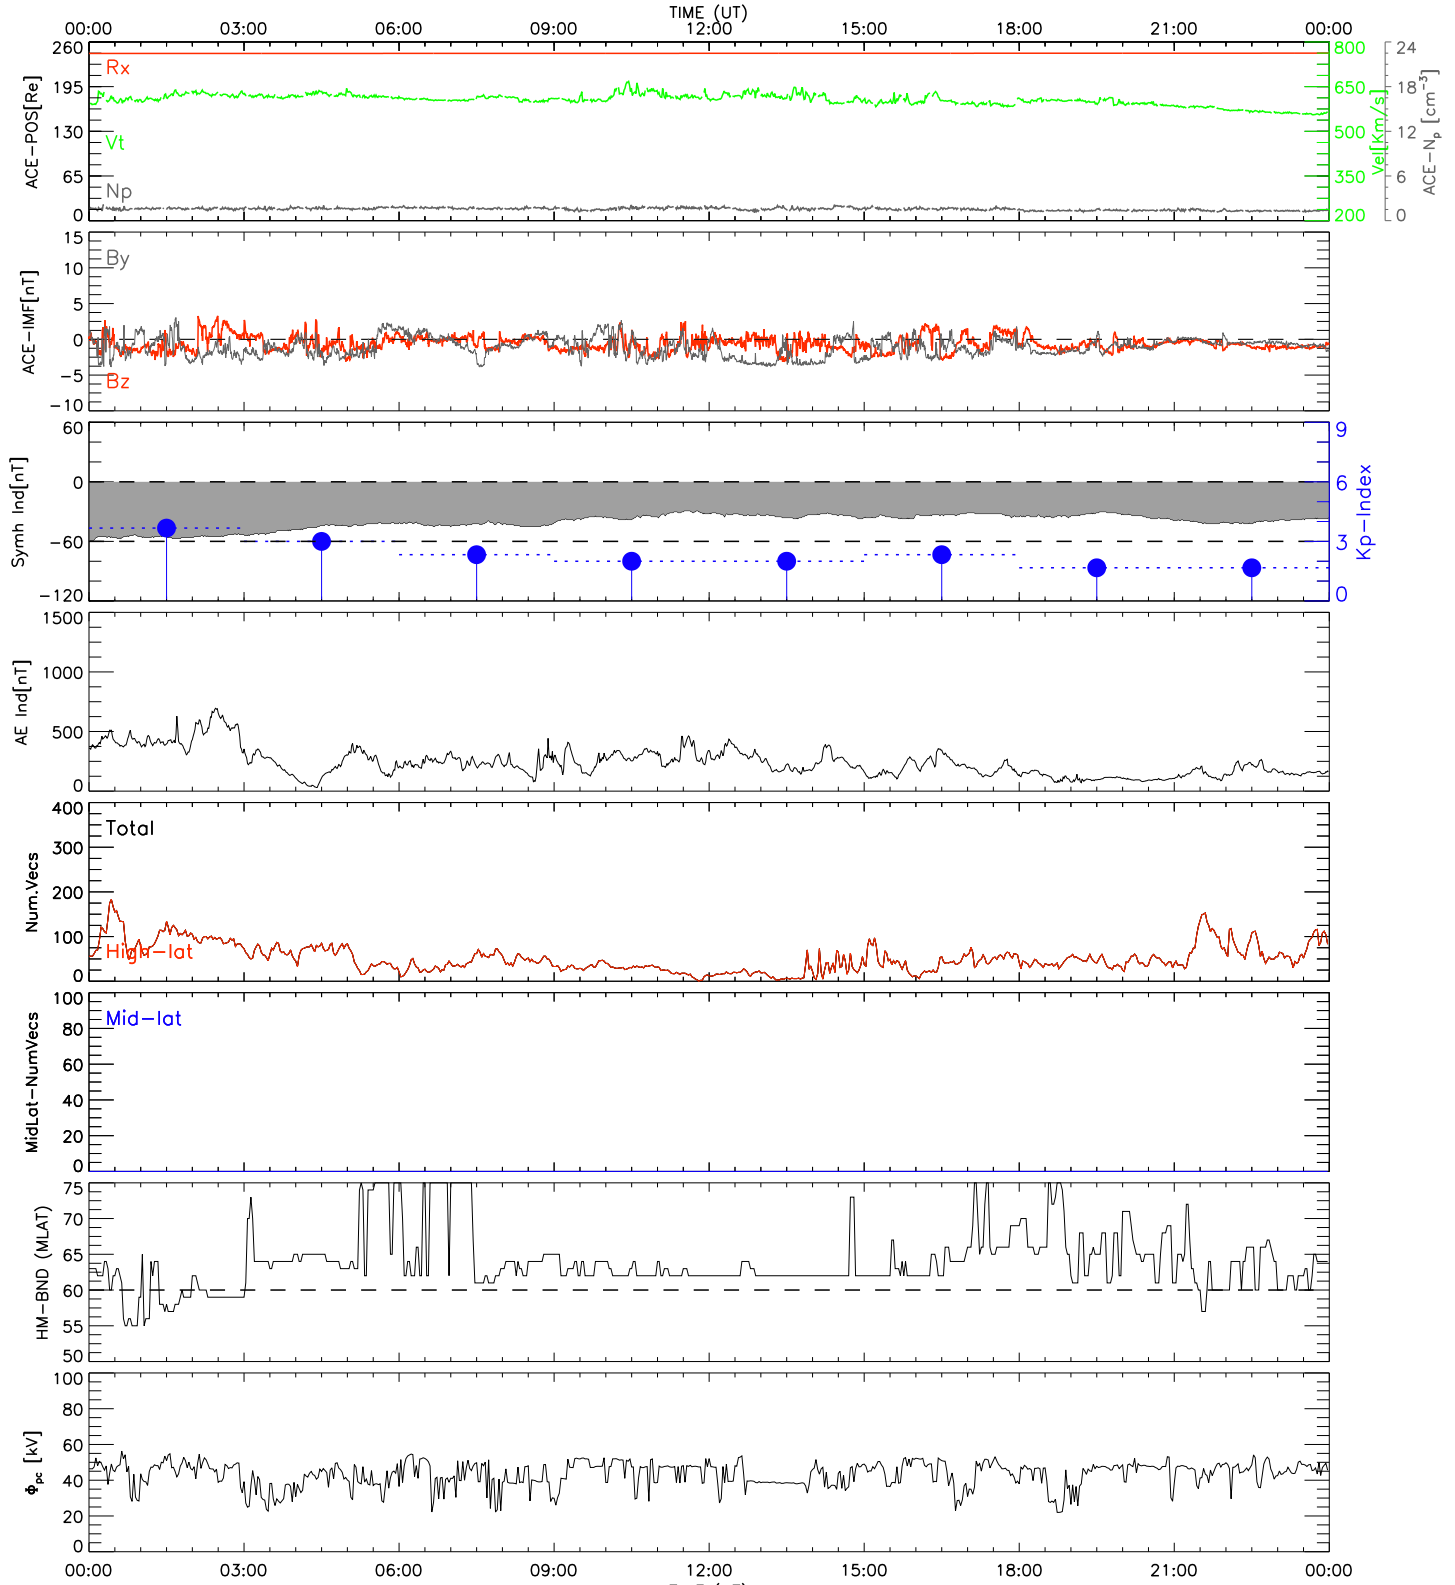 TIME (UT)
00:00 03:00 06:00 09:00 12:00 15:00 18:00 21:00 00:00
260 195 130 65 0
ACE-POS[Re]
Rx
Vt
Np
800 650 500 350 200
Vel[Km/s]
24 18 12 6 0
ACE-Np [cm⁻³]
15 10 5 0 -5 -10
ACE-IMF[nT]
By
Bz
60 0 -60 -120
Symh Ind[nT]
9 6 3 0
Kp-Index
1500 1000 500 0
AE Ind[nT]
400 300 200 100 0
Num.Vecs
Total
High-lat
100 80 60 40 20 0
MidLat-NumVecs
Mid-lat
75 70 65 60 55 50
HM-BND (MLAT)
100 80 60 40 20 0
Φpc [kV]
00:00 03:00 06:00 09:00 12:00 15:00 18:00 21:00 00:00